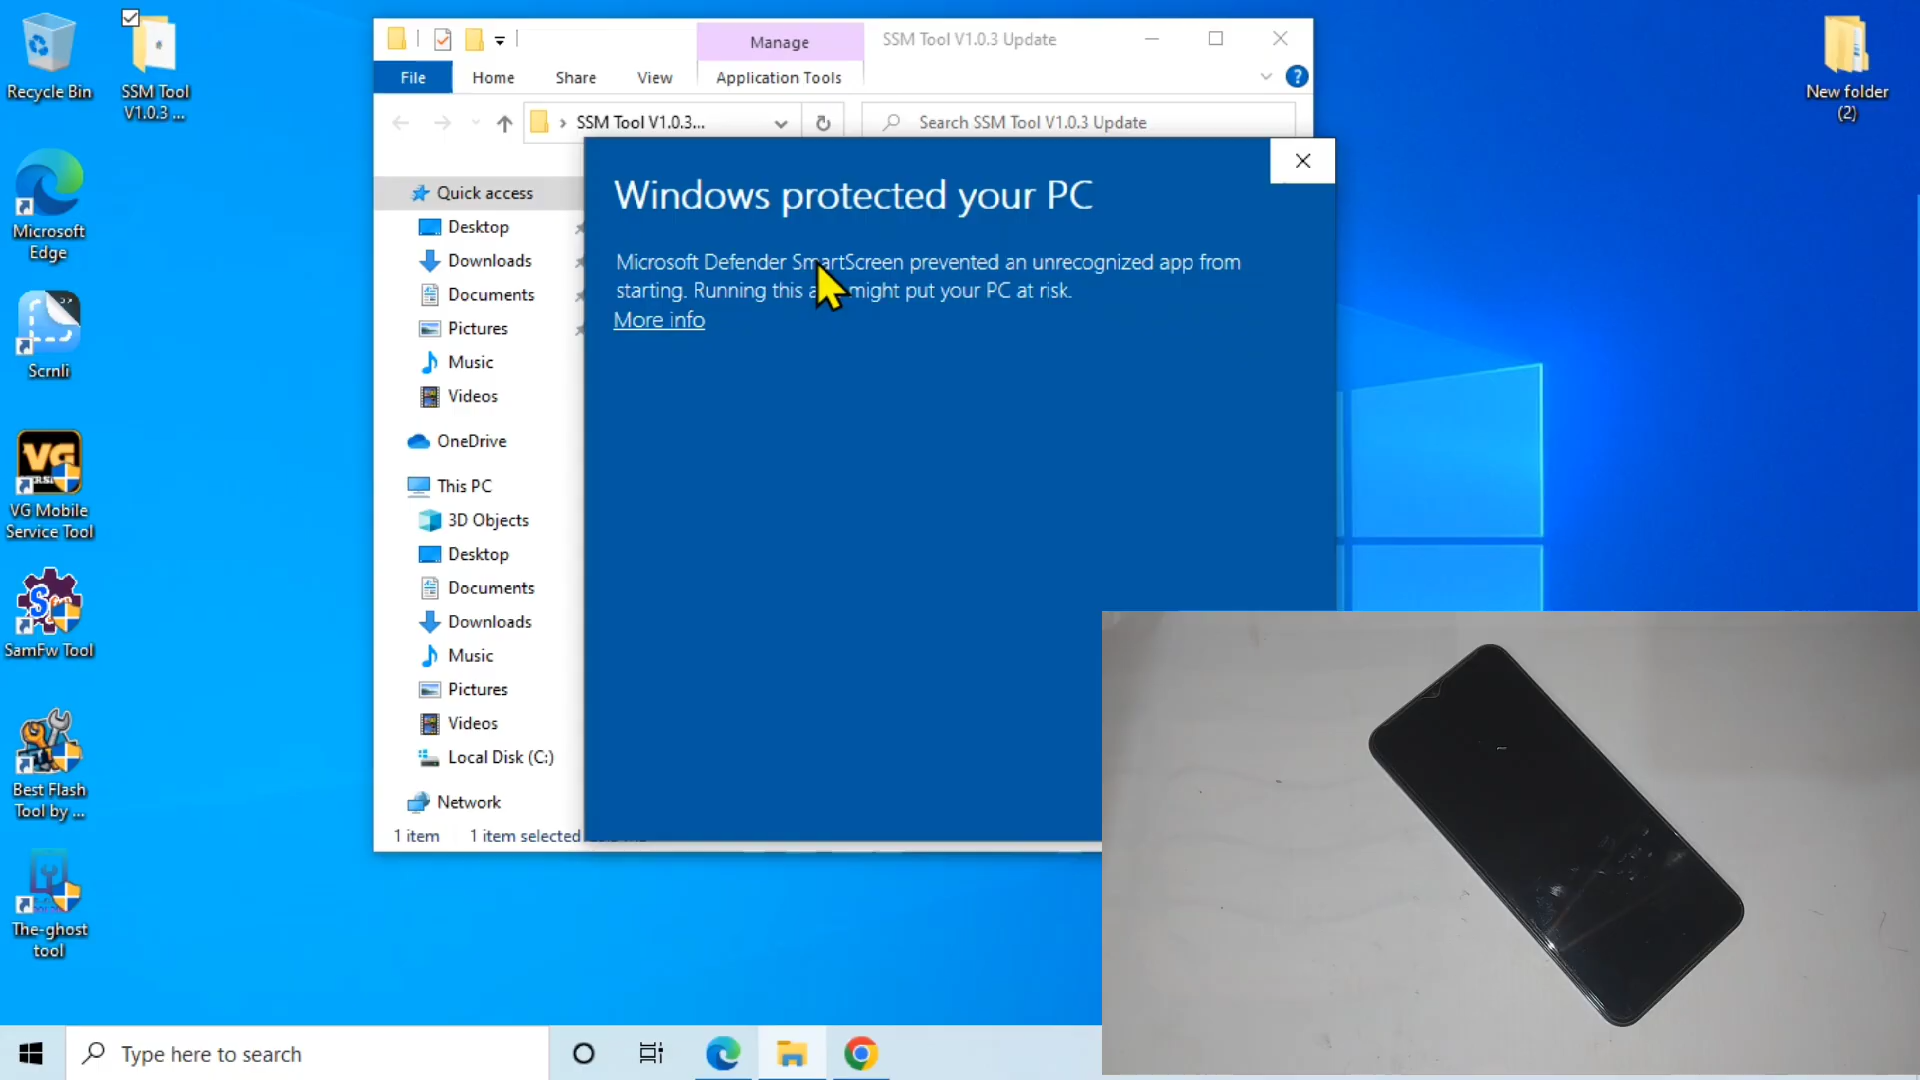 Recycle Bin
SSM Tool
V1.0.3 ...
Microsoft
Edge
Scrnli
VG
VG Mobile
Service Tool
SamFw Tool
Best Flash
Tool by ...
The-ghost
tool
New folder
(2)
Manage
SSM Tool V1.0.3 Update
File
Home
Share
View
Application Tools
SSM Tool V1.0.3...
Search SSM Tool V1.0.3 Update
Quick access
Desktop
Downloads
Documents
Pictures
Music
Videos
OneDrive
This PC
3D Objects
Desktop
Documents
Downloads
Music
Pictures
Videos
Local Disk (C:)
Network
1 item
1 item selected
Windows protected your PC
Microsoft Defender SmartScreen prevented an unrecognized app from
starting. Running this might put your PC at risk.
More info
Type here to search